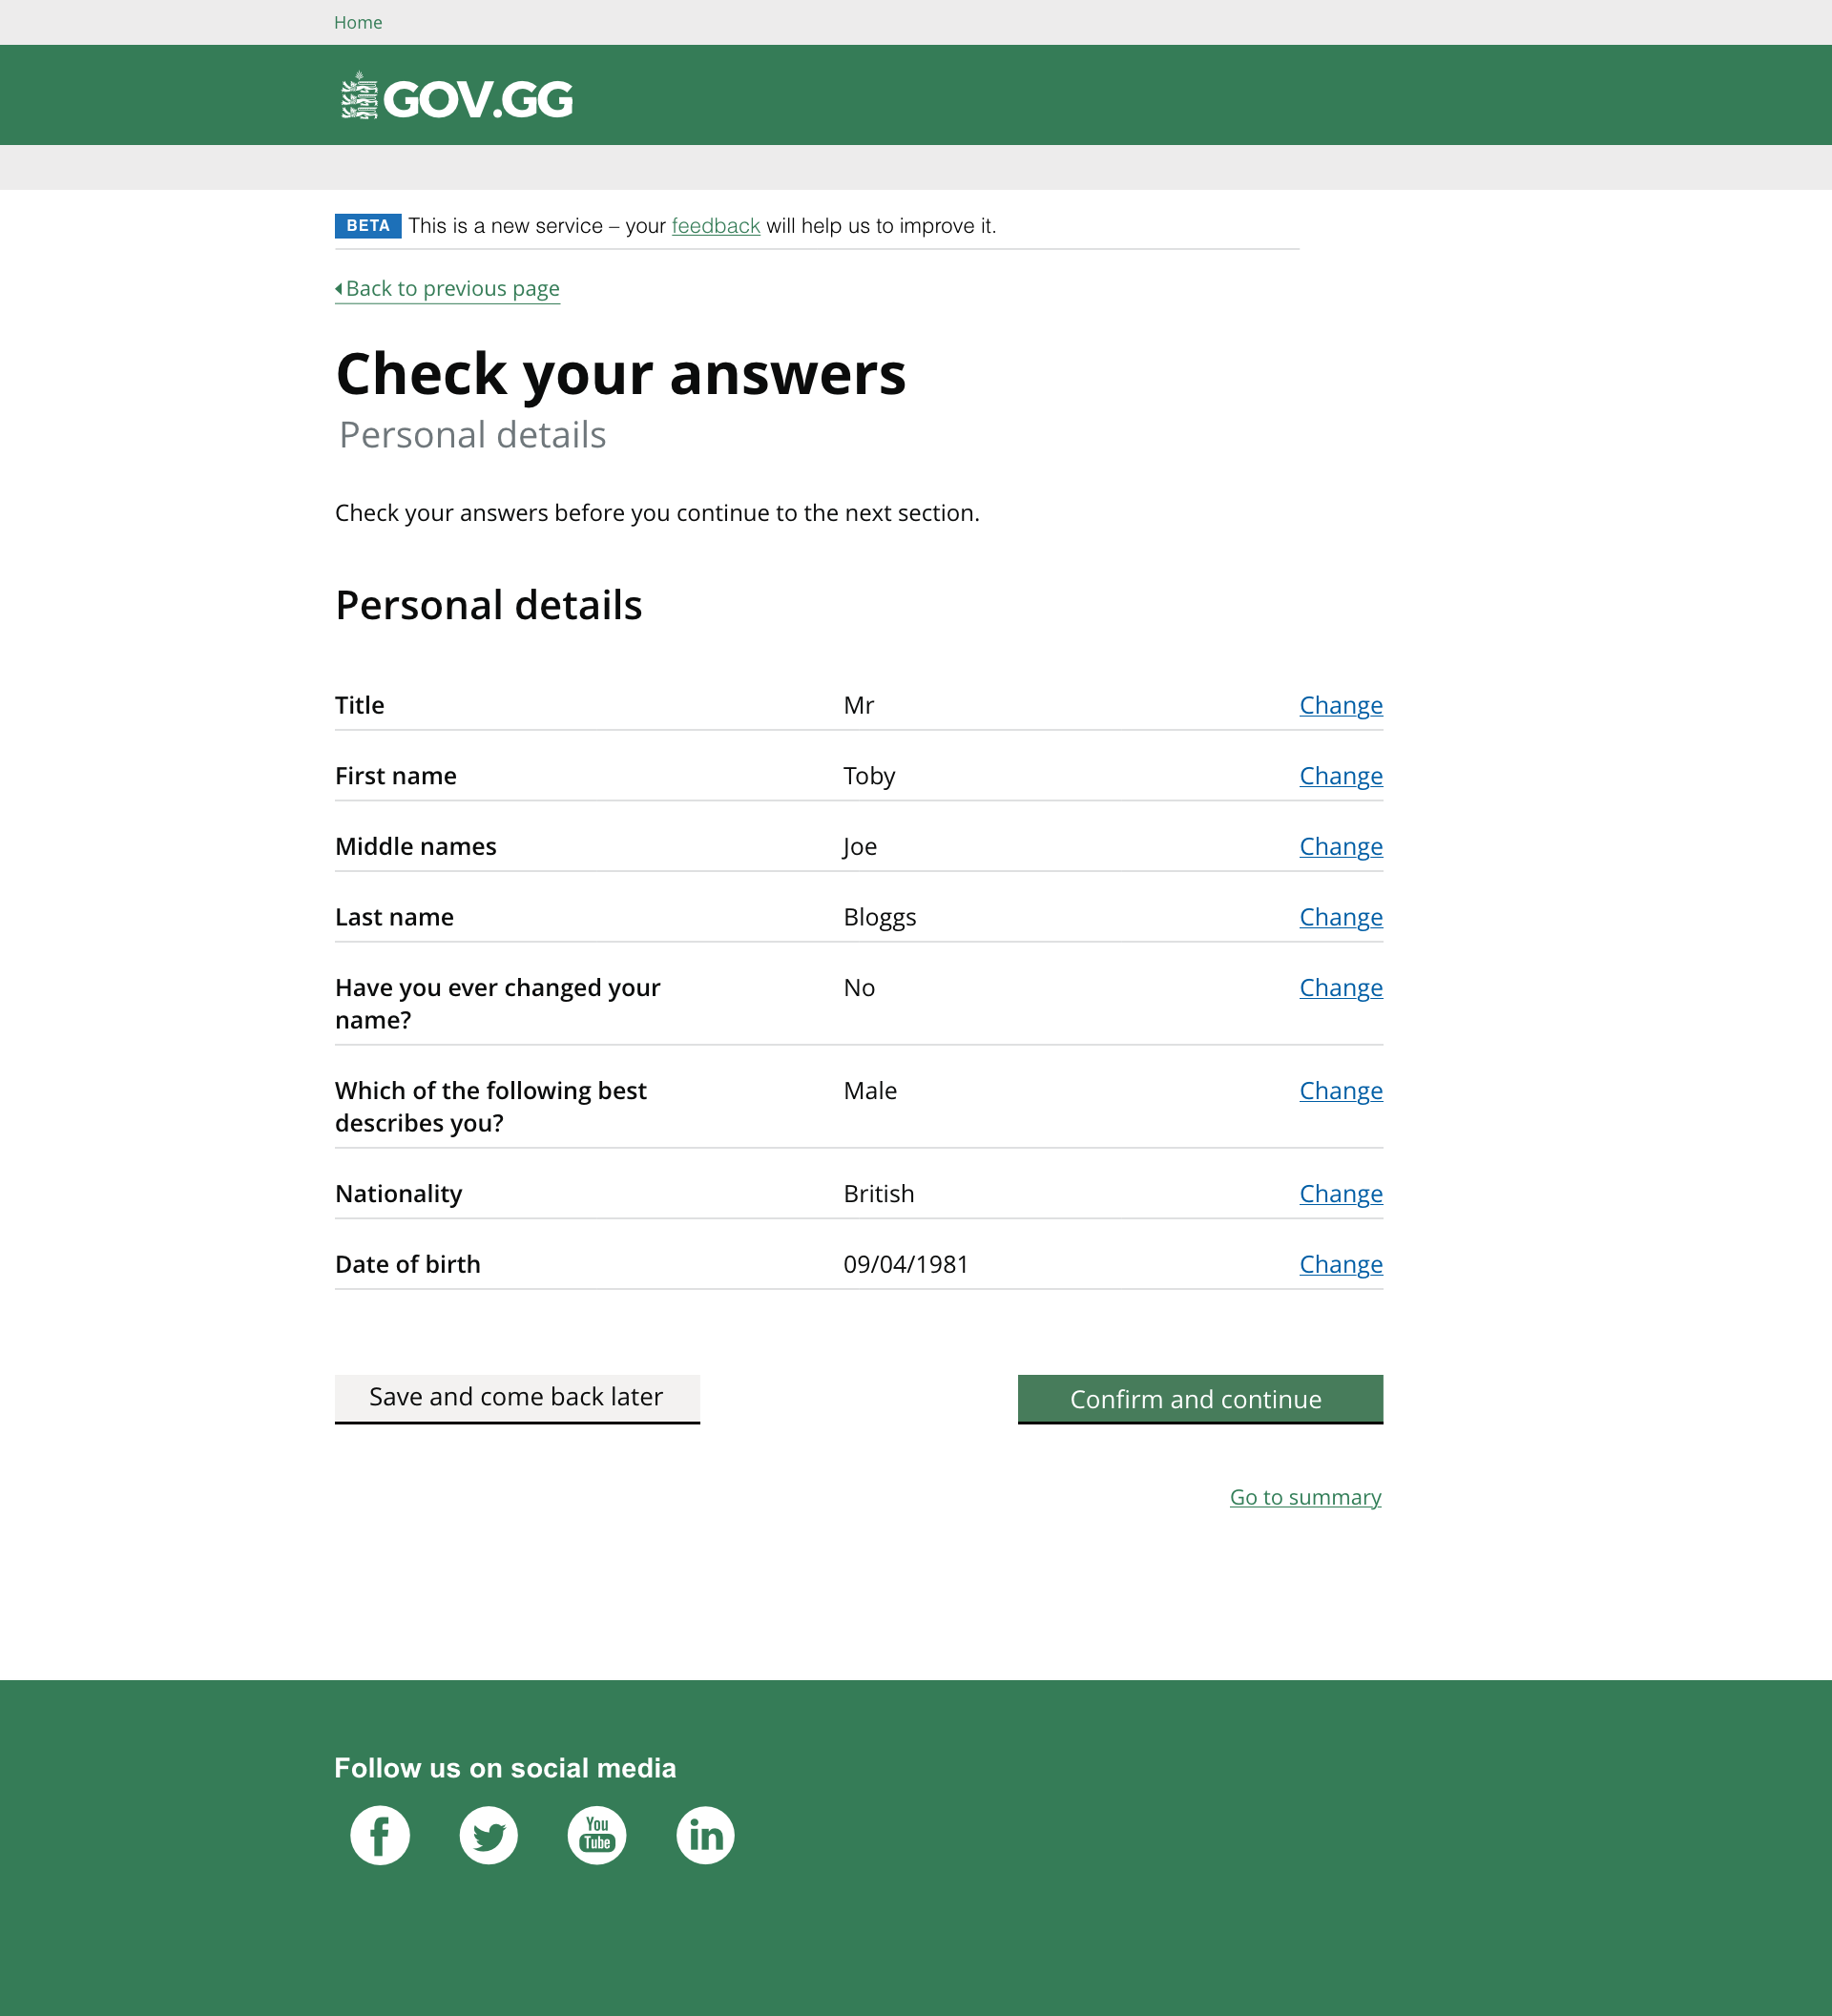 Home
GOV.GG
BETA This is a new service – your feedback will help us to improve it.
Back to previous page
Check your answers
Personal details
Check your answers before you continue to the next section.
Personal details
Title Mr Change
First name Toby Change
Middle names Joe Change
Last name Bloggs Change
Have you ever changed your No Change
name?
Which of the following best Male Change
describes you?
Nationality British Change
Date of birth 09/04/1981 Change
Save and come back later Confirm and continue
Go to summary
Follow us on social media
f You Tube in